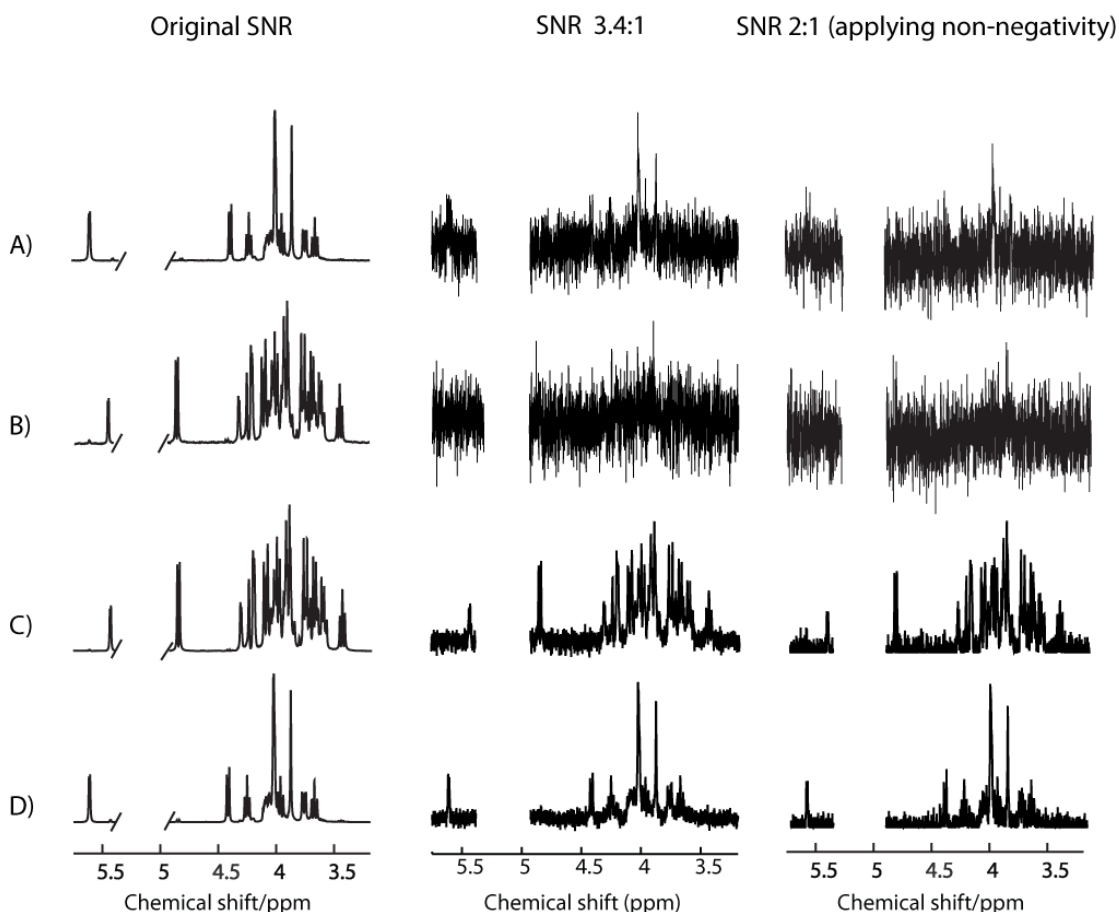 Original SNR SNR 3.4:1 SNR 2:1 (applying non-negativity)
A)
B)
C)
D)
5.5 5 4.5 4 3.5 5.5 5 4.5 4 3.5 5.5 5 4.5 4 3.5
Chemical shift/ppm Chemical shift (ppm) Chemical shift/ppm